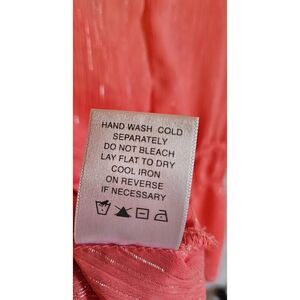 HAND WASH COLD
SEPARATELY
DO NOT BLEACH
LAY FLAT TO DRY
COOL IRON
ON REVERSE
IF NECESSARY